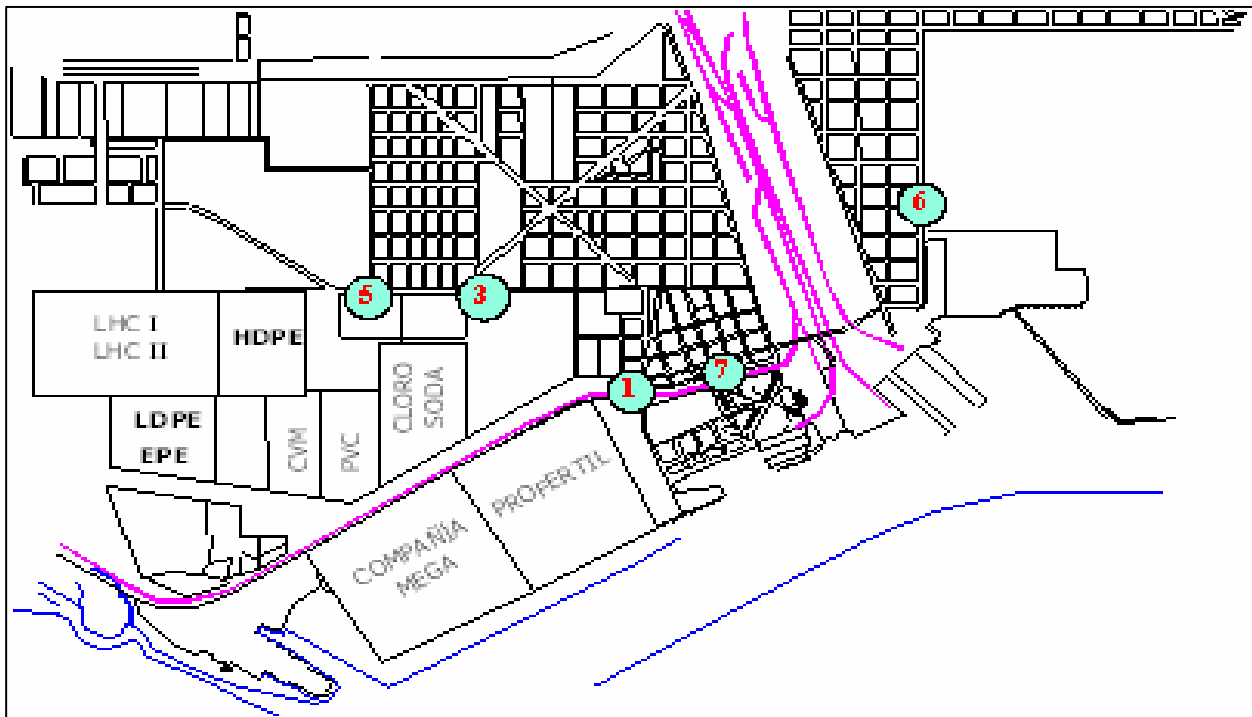 6
5
3
LHC I
LHC II
HDPE
7
1
CLORO
SODA
LDPE
EPE
CVM
PVC
PROFERTIL
COMPAÑIA
MEGA